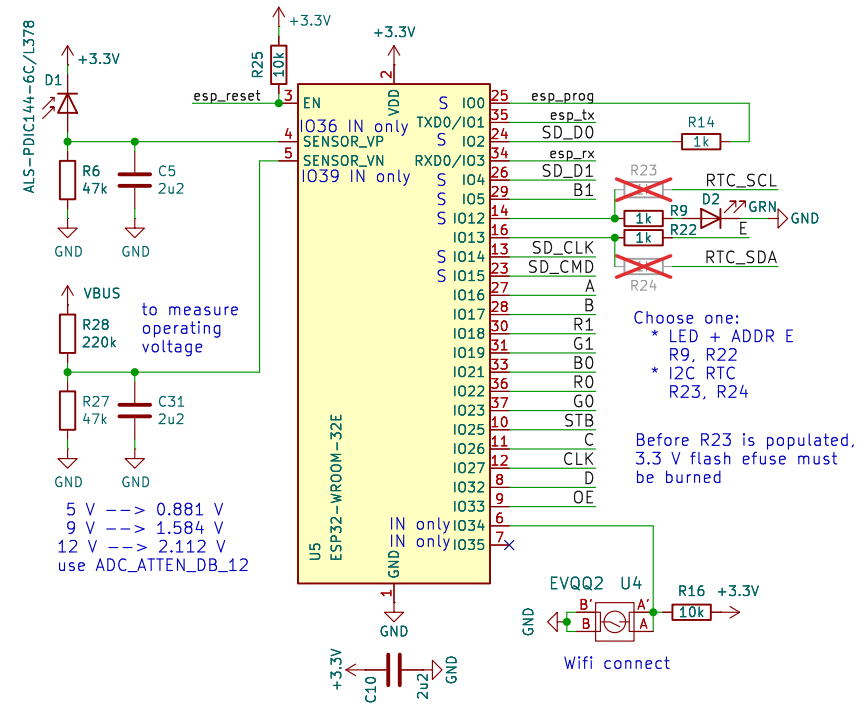 ALS-PDIC144-6C/L378
+3.3V
D1
R6
47k
C5
2u2
GND
GND
+3.3V
R25
10k
esp_reset
+3.3V
2
VDD
3
EN
IO36 IN only
4
SENSOR_VP
5
SENSOR_VN
IO39 IN only
S IO0 25 esp_prog
TXD0/IO1 35 esp_tx
S IO2 24 SD_D0
RXD0/IO3 34 esp_rx
S IO4 26 SD_D1
S IO5 29 B1
S IO12 14
IO13 16
S IO14 13 SD_CLK
S IO15 23 SD_CMD
IO16 27 A
IO17 28 B
IO18 30 R1
IO19 31 G1
IO21 33 B0
IO22 36 R0
IO23 37 G0
IO25 10 STB
IO26 11 C
IO27 12 CLK
IO32 8 D
IO33 9 OE
IN only IO34 6
IN only IO35 7
U5
ESP32-WROOM-32E
GND
1
GND
R14
1k
R23
RTC_SCL
D2
GRN
1k
R9
GND
1k
R22
E
RTC_SDA
R24
Choose one:
* LED + ADDR E
R9, R22
* I2C RTC
R23, R24
Before R23 is populated,
3.3 V flash efuse must
be burned
VBUS
R28
220k
to measure
operating
voltage
R27
47k
C31
2u2
GND
GND
5 V --> 0.881 V
9 V --> 1.584 V
12 V --> 2.112 V
use ADC_ATTEN_DB_12
EVQQ2 U4
GND
B'
B
A'
A
R16
10k
+3.3V
Wifi connect
+3.3V
C10
2u2
GND